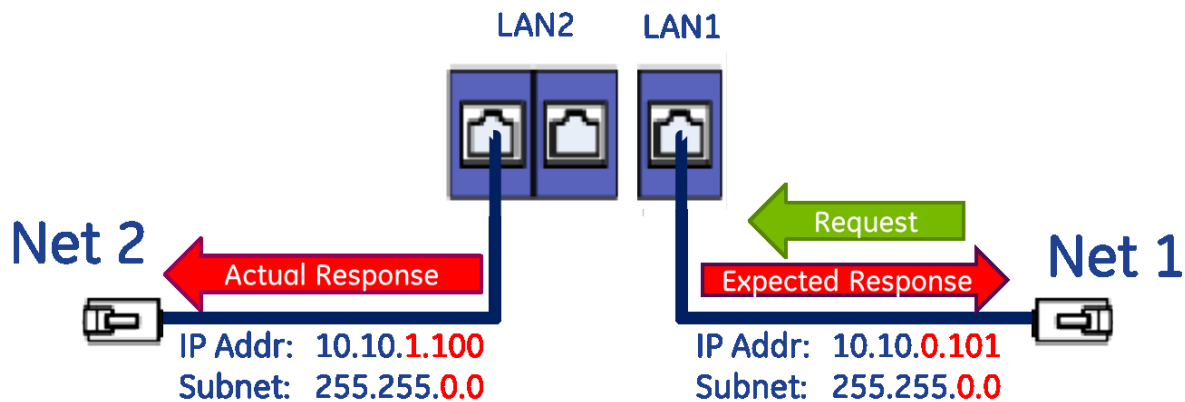 LAN2
LAN1
Request
Net 2
Net 1
Actual Response
Expected Response
IP Addr: 10.10.1.100
Subnet: 255.255.0.0
IP Addr: 10.10.0.101
Subnet: 255.255.0.0